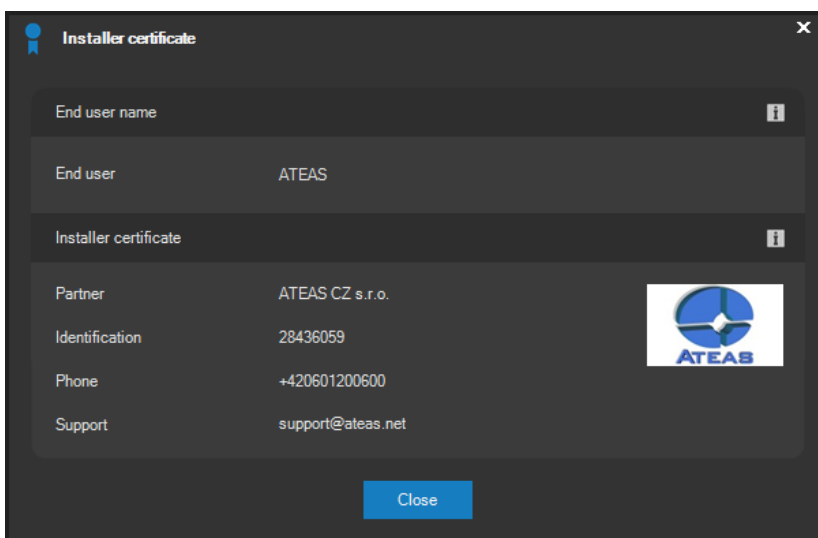 Installer certificate
End user name
End user ATEAS
Installer certificate
Partner ATEAS CZ s.r.o.
Identification 28436059
Phone +420601200600
Support support@ateas.net
ATEAS
Close